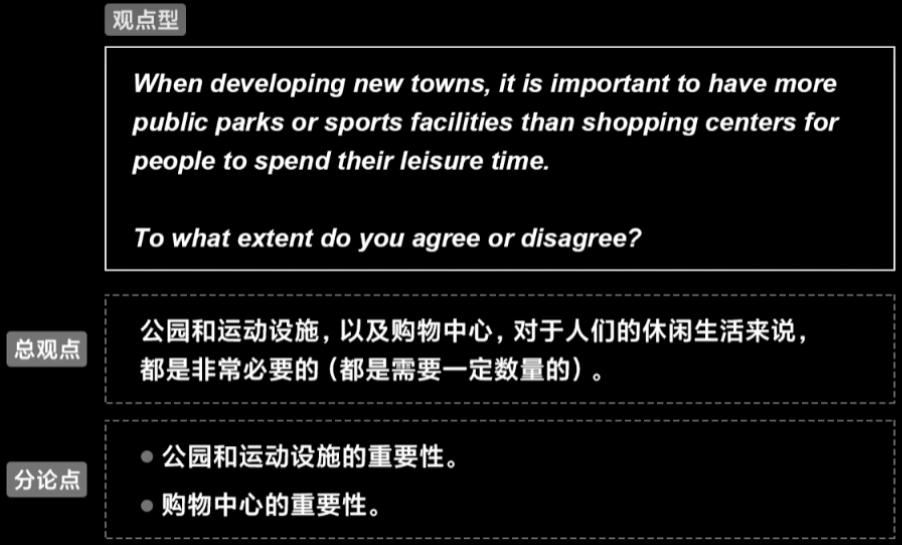 观点型
When developing new towns, it is important to have more
public parks or sports facilities than shopping centers for
people to spend their leisure time.
To what extent do you agree or disagree?
总观点
公园和运动设施，以及购物中心，对于人们的休闲生活来说，
都是非常必要的（都是需要一定数量的）。
分论点
● 公园和运动设施的重要性。
● 购物中心的重要性。